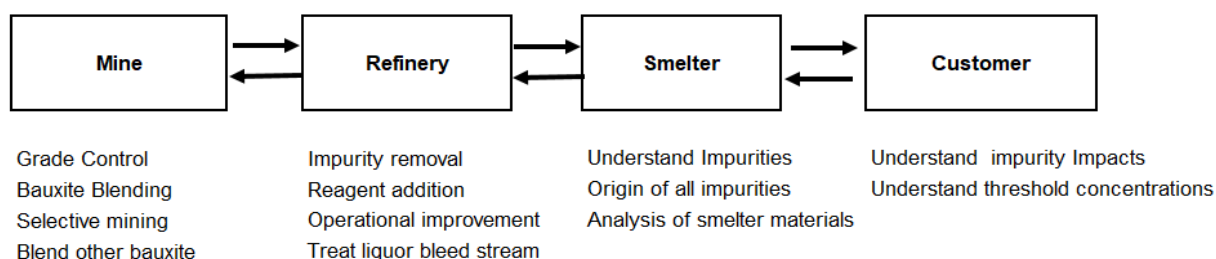 Mine
Refinery
Smelter
Customer
Grade Control
Bauxite Blending
Selective mining
Blend other bauxite
Impurity removal
Reagent addition
Operational improvement
Treat liquor bleed stream
Understand Impurities
Origin of all impurities
Analysis of smelter materials
Understand impurity Impacts
Understand threshold concentrations